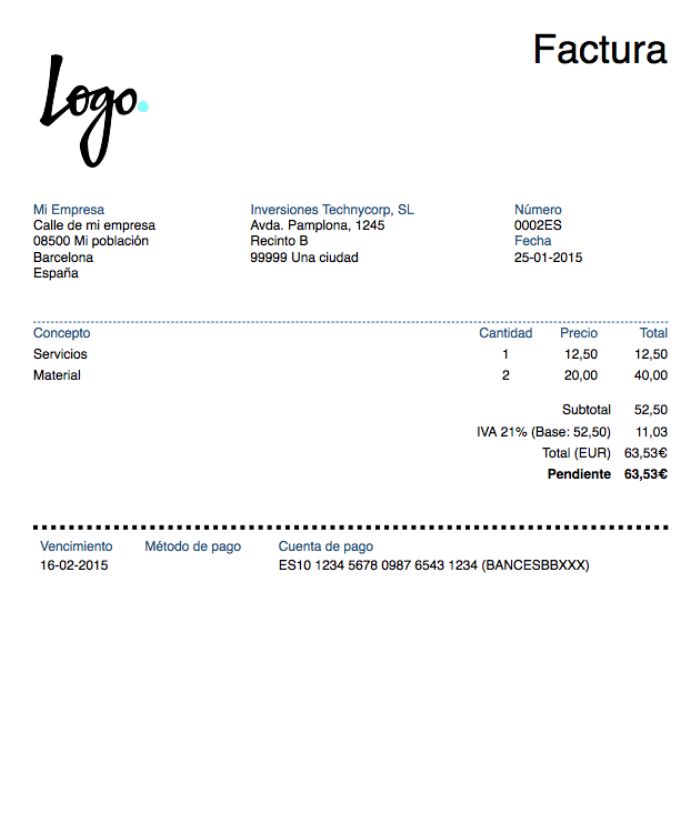 Factura
Logo.
Mi Empresa
Calle de mi empresa
08500 Mi población
Barcelona
España
Inversiones Technycorp, SL
Avda. Pamplona, 1245
Recinto B
99999 Una ciudad
Número
0002ES
Fecha
25-01-2015
Concepto Cantidad Precio Total
Servicios 1 12,50 12,50
Material 2 20,00 40,00
Subtotal 52,50
IVA 21% (Base: 52,50) 11,03
Total (EUR) 63,53€
Pendiente 63,53€
Vencimiento Método de pago Cuenta de pago
16-02-2015 ES10 1234 5678 0987 6543 1234 (BANCESBBXXX)